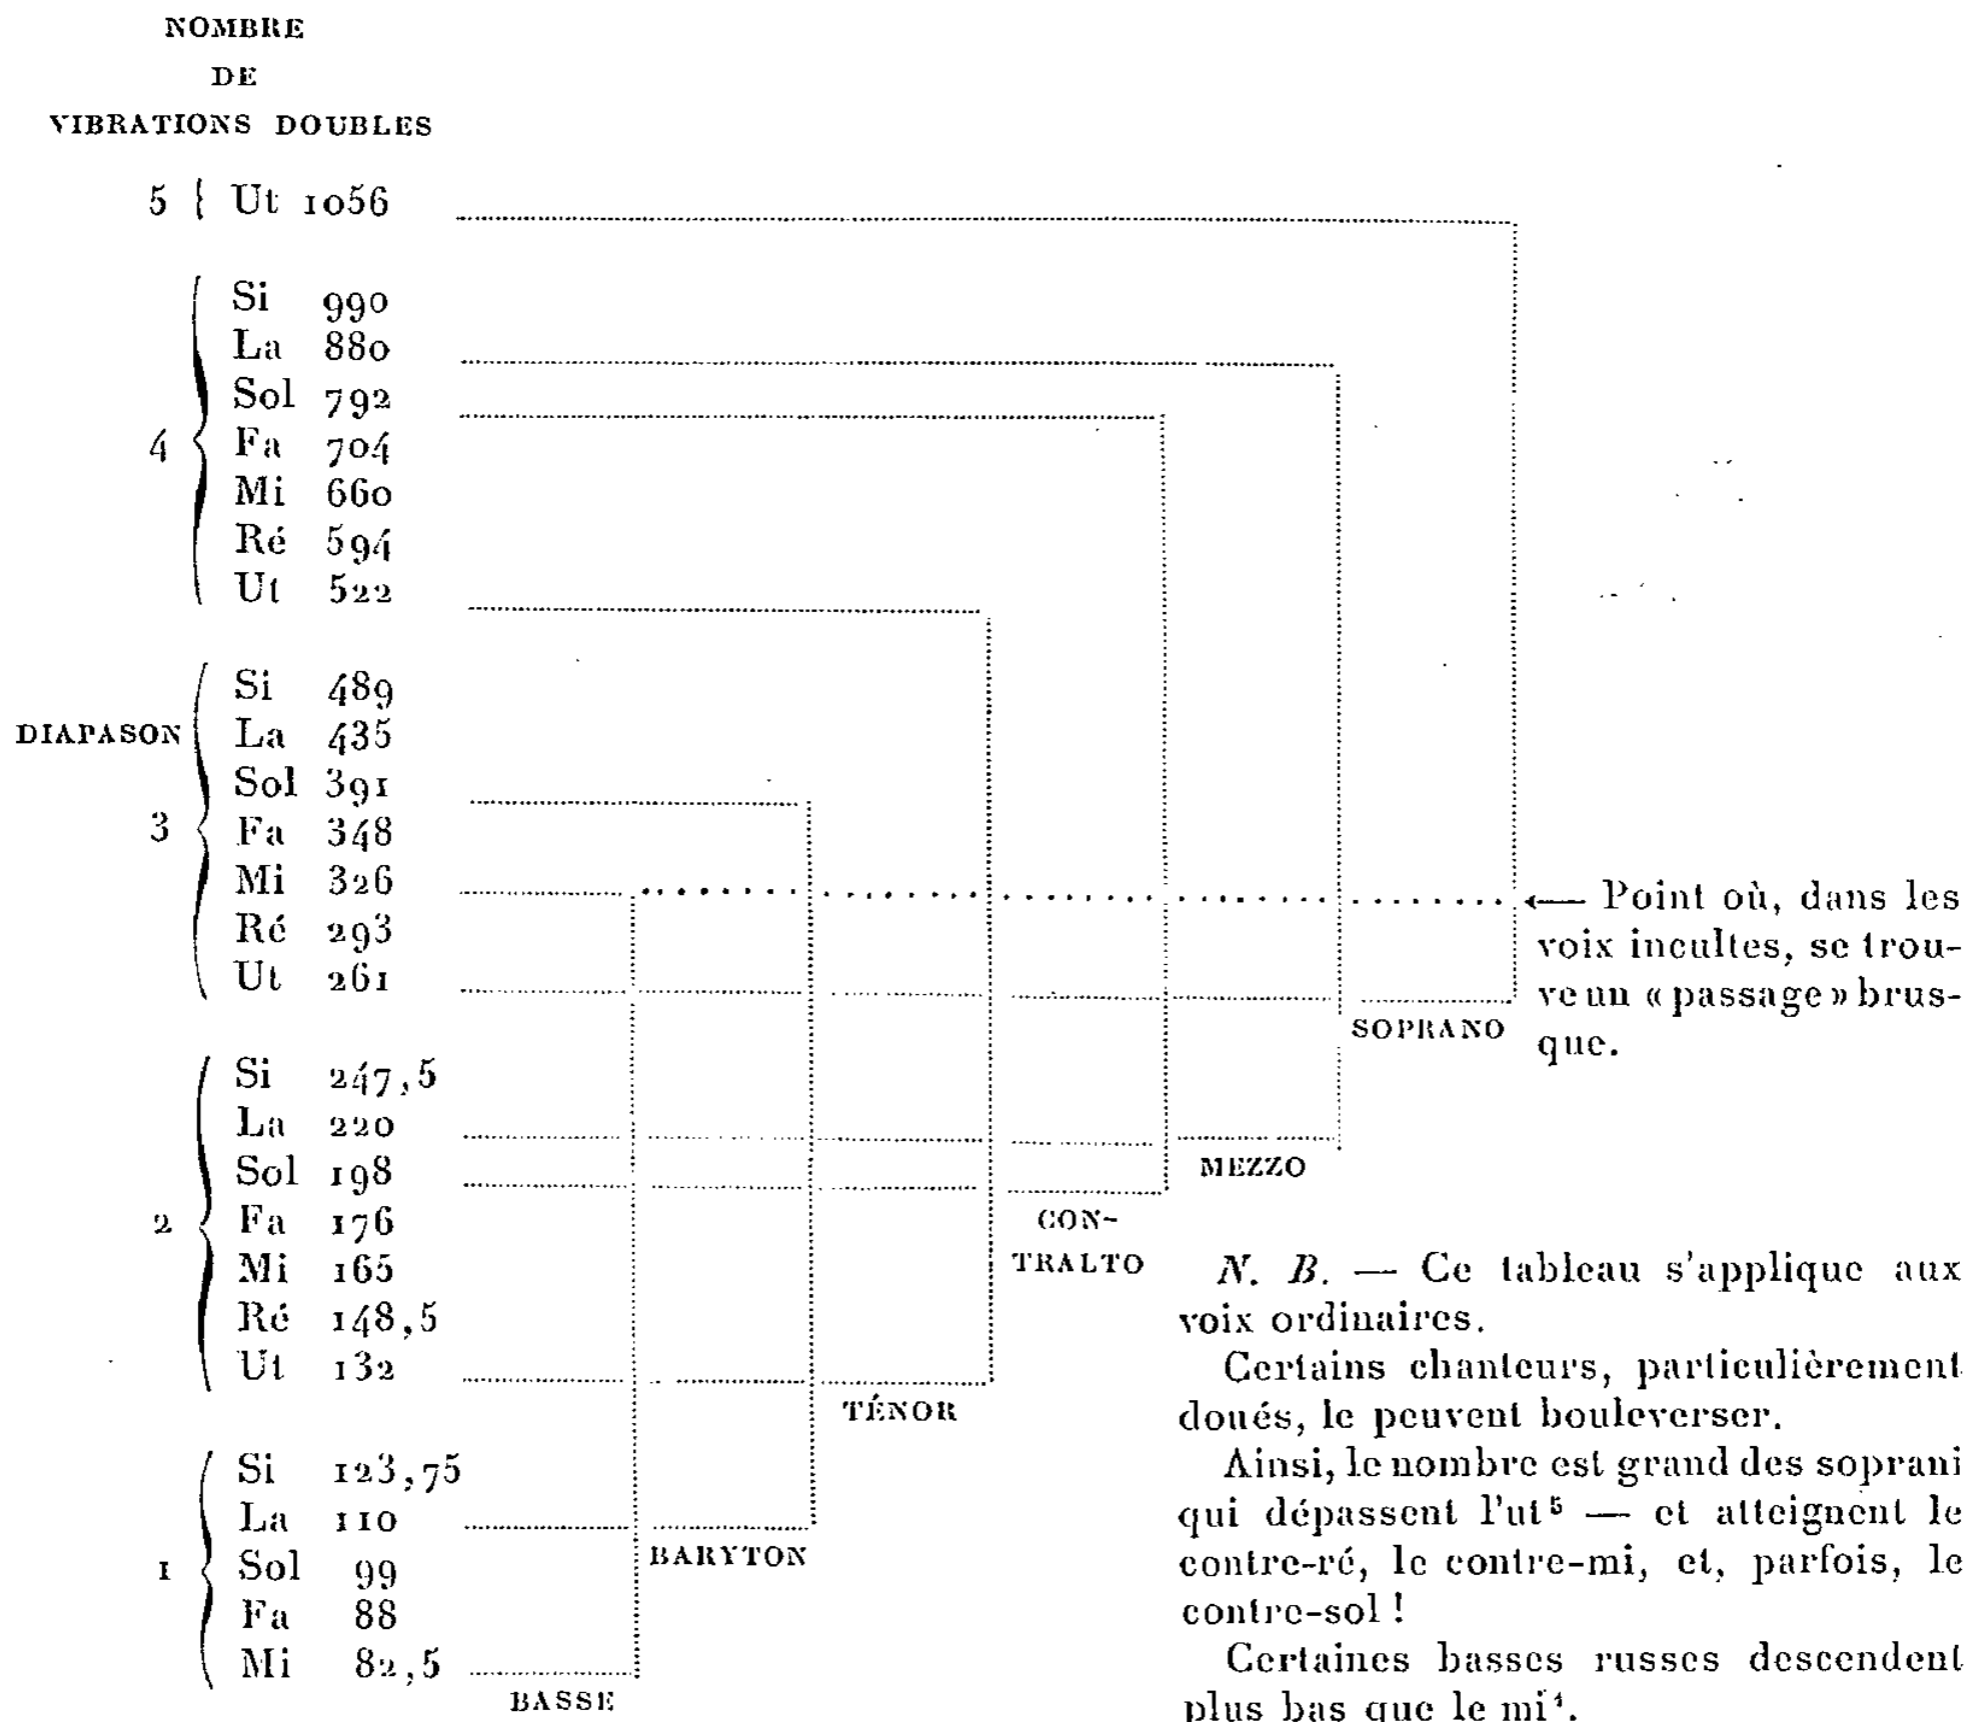 NOMBRE
DE
VIBRATIONS DOUBLES
5 { Ut 1056
Si 990
La 880
Sol 792
4 Fa 704
Mi 660
Ré 594
Ut 522
Si 489
DIAPASON La 435
Sol 391
3 Fa 348
Mi 326
Ré 293
Ut 261
← Point où, dans les
voix incultes, se trou-
ve un « passage » brus-
que.
SOPRANO
Si 247,5
La 220
Sol 198
2 Fa 176
Mi 165
Ré 148,5
Ut 132
MEZZO
CON-
TRALTO
TÉNOR
Si 123,75
La 110
1 Sol 99
Fa 88
Mi 82,5
BARYTON
BASSE
N. B. — Ce tableau s'applique aux
voix ordinaires.
Certains chanteurs, particulièrement
doués, le peuvent bouleverser.
Ainsi, le nombre est grand des soprani
qui dépassent l'ut⁵ — et atteignent le
contre-ré, le contre-mi, et, parfois, le
contre-sol !
Certaines basses russes descendent
plus bas que le mi¹.